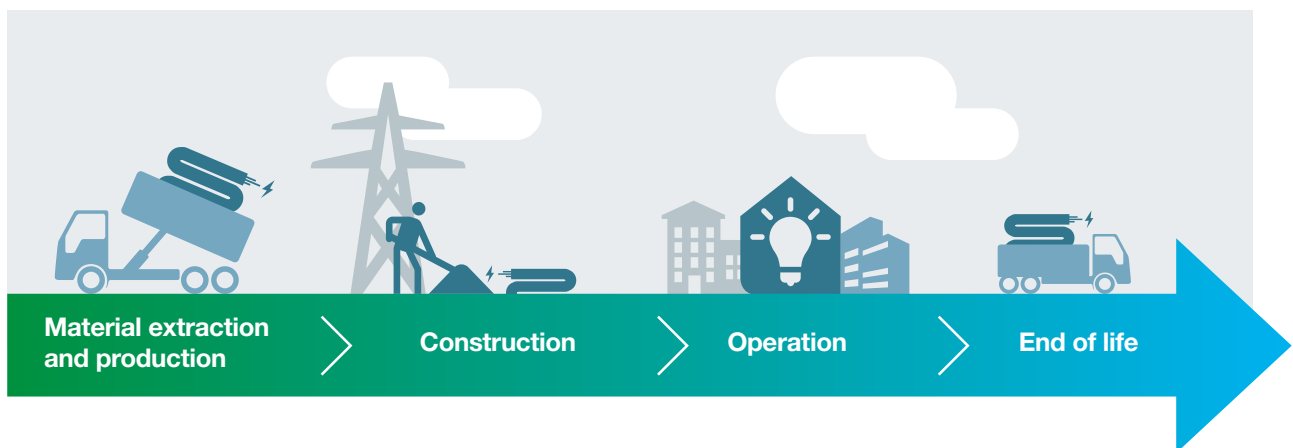 Material extraction
and production
Construction
Operation
End of life